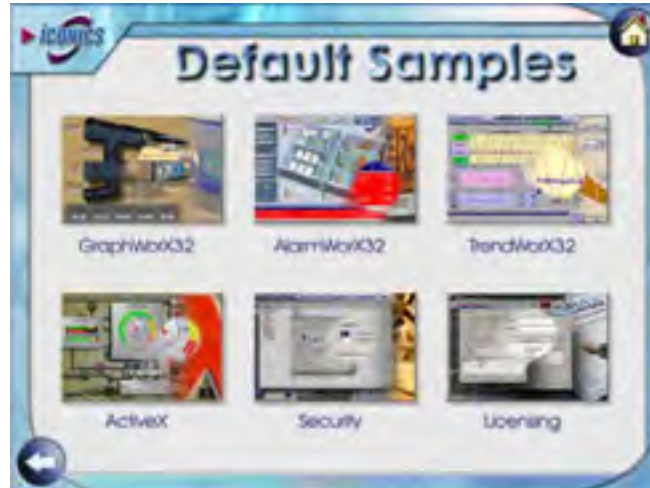 ICONICS
Default Samples
GraphWorX32
AlarmWorX32
TrendWorX32
ActiveX
Security
Licensing